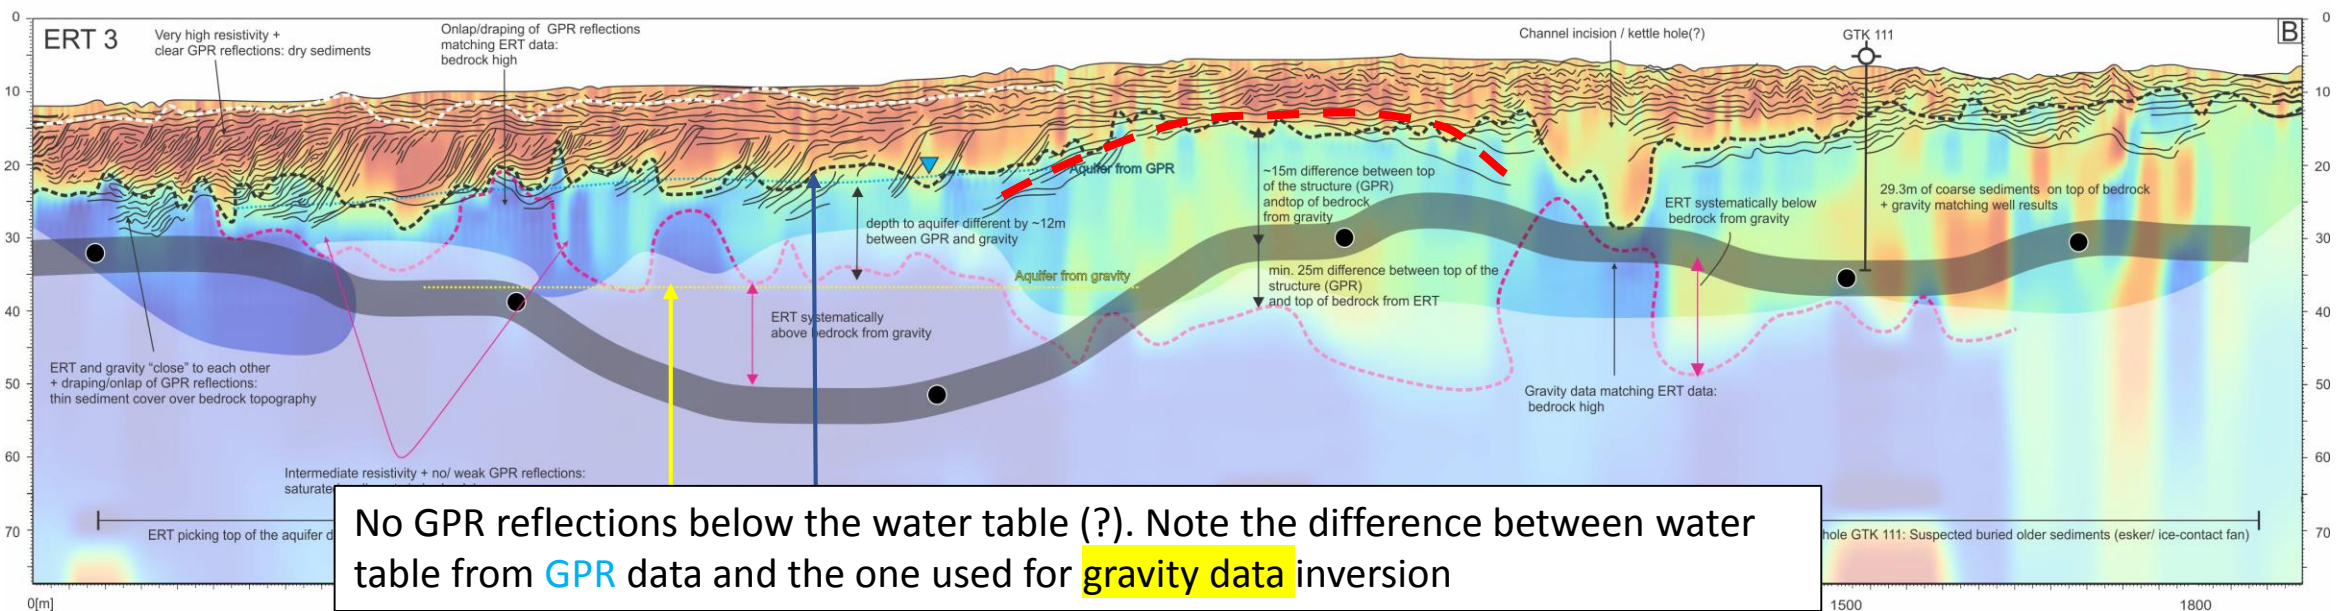 0
0
ERT 3
Very high resistivity +
clear GPR reflections: dry sediments
Onlap/draping of GPR reflections
matching ERT data:
bedrock high
Channel incision / kettle hole(?)
GTK 111
B
10
10
20
20
Aquifer from GPR
~15m difference between top
of the structure (GPR)
andtop of bedrock
from gravity
29.3m of coarse sediments on top of bedrock
+ gravity matching well results
ERT systematically below
bedrock from gravity
depth to aquifer different by ~12m
between GPR and gravity
30
30
Aquifer from gravity
min. 25m difference between top of the
structure (GPR)
and top of bedrock from ERT
40
40
ERT systematically
above bedrock from gravity
ERT and gravity “close” to each other
+ draping/onlap of GPR reflections:
thin sediment cover over bedrock topography
50
50
Gravity data matching ERT data:
bedrock high
60
60
Intermediate resistivity + no/ weak GPR reflections:
70
70
ERT picking top of the aquifer
hole GTK 111: Suspected buried older sediments (esker/ ice-contact fan)
No GPR reflections below the water table (?). Note the difference between water
table from GPR data and the one used for gravity data inversion
0[m]
1500
1800